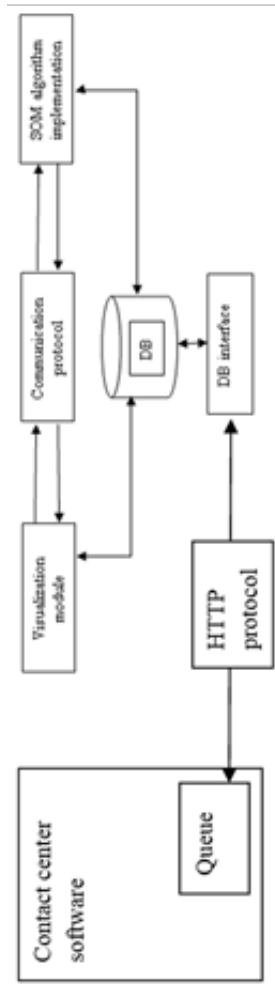 Contact center
software
Queue
HTTP
protocol
Visualization
module
Communication
protocol
SOM algorithm
implementation
DB
DB interface